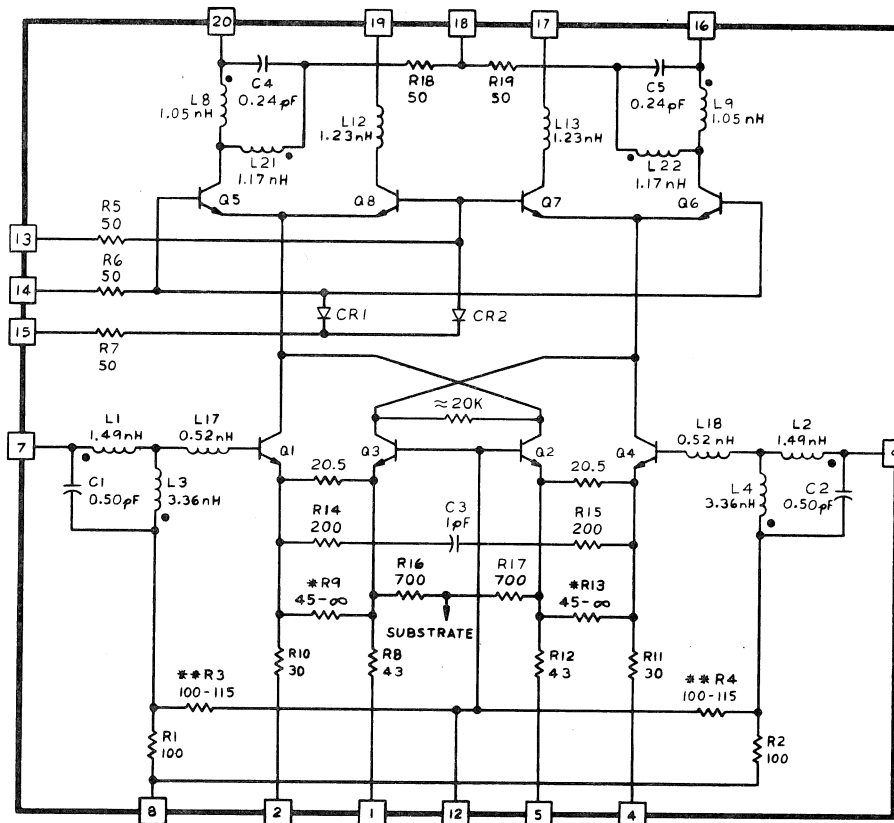 20
19
18
17
16
C4
0.24pF
R18
50
R19
50
C5
0.24pF
L8
1.05nH
L12
1.23nH
L13
1.23nH
L9
1.05nH
L21
1.17nH
L22
1.17nH
Q5
Q8
Q7
Q6
R5
50
13
R6
50
14
15
R7
50
CR1
CR2
≈20K
7
L1
1.49nH
L17
0.52nH
Q1
Q3
Q2
Q4
L18
0.52nH
L2
1.49nH
C1
0.50pF
L3
3.36nH
20.5
20.5
L4
3.36nH
C2
0.50pF
R14
200
C3
1pF
R15
200
R16
700
R17
700
*R9
45-∞
*R13
45-∞
SUBSTRATE
R10
30
R8
43
R12
43
R11
30
**R3
100-115
**R4
100-115
R1
100
R2
100
8
2
1
12
5
4